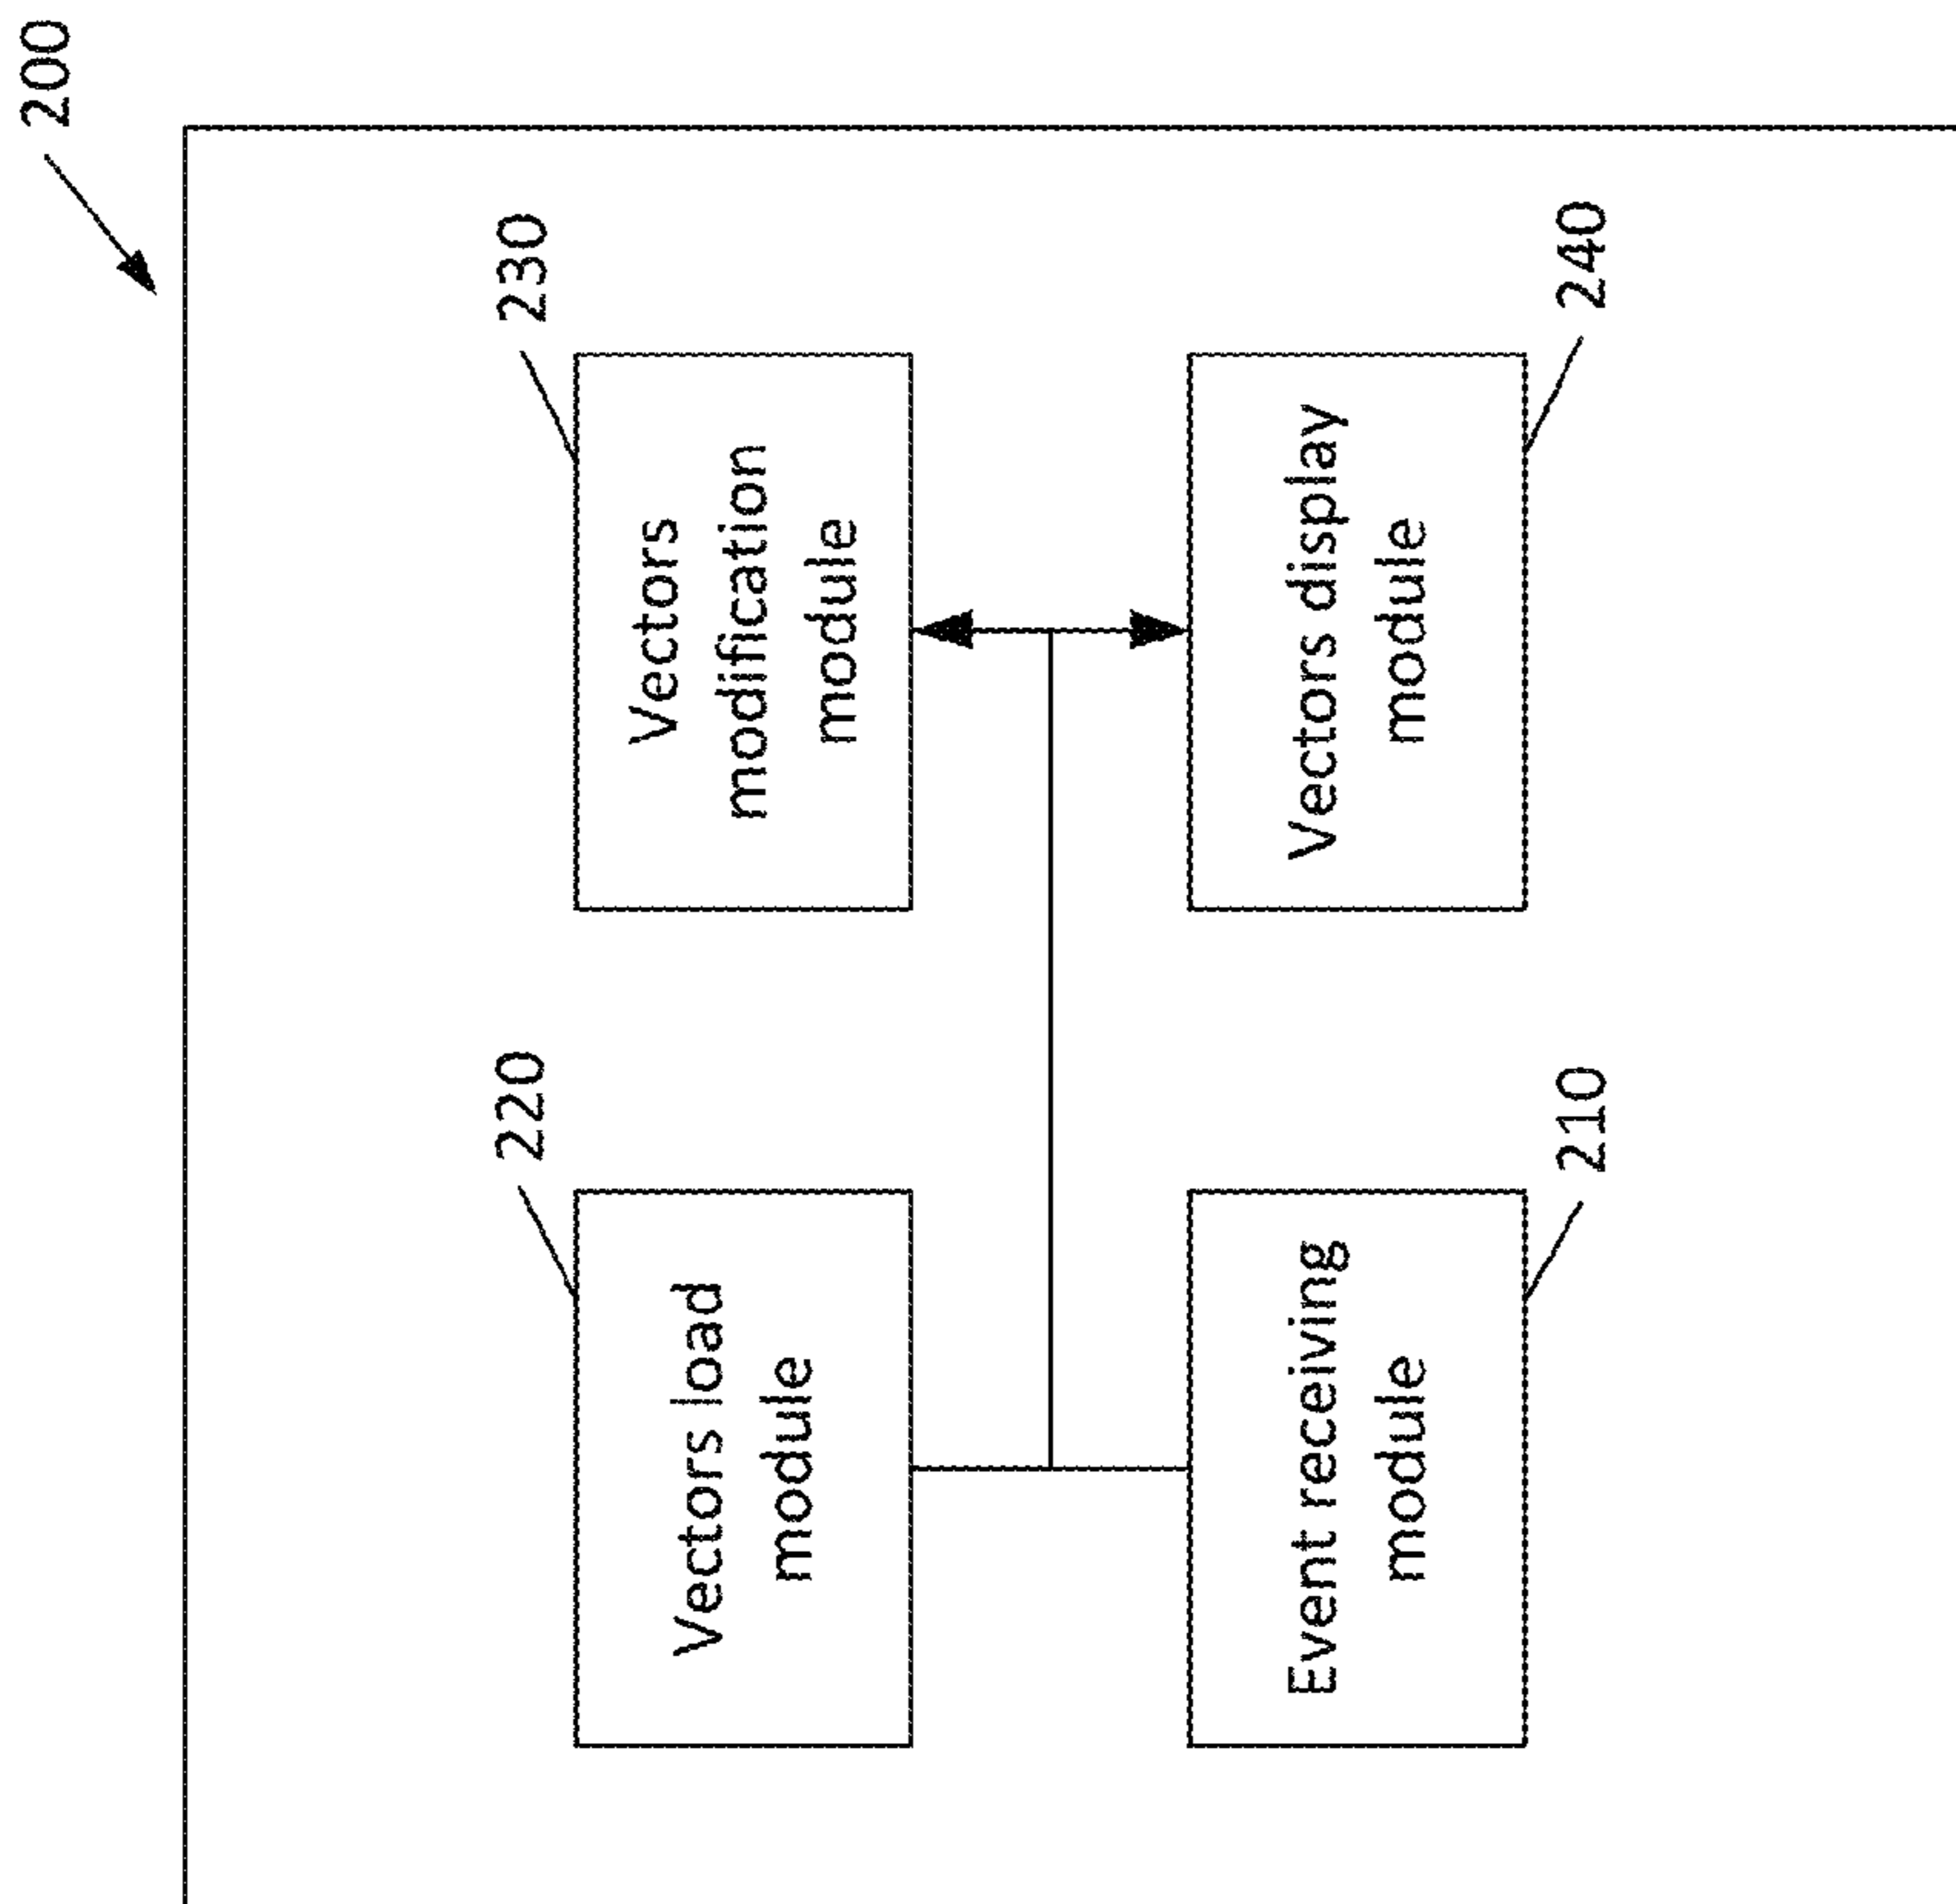 200
220
Vectors load
module
230
Vectors
modification
module
210
Event receiving
module
240
Vectors display
module